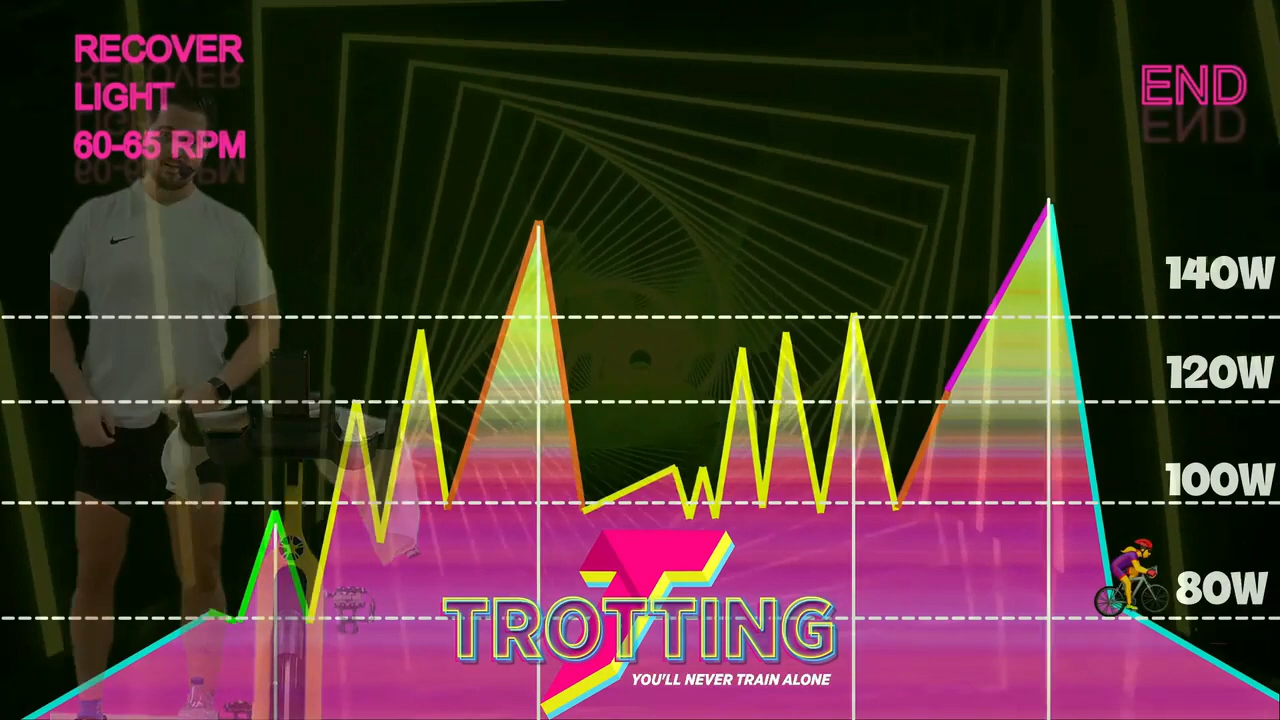 RECOVER
LIGHT
60-65 RPM
END
140W
120W
100W
80W
TROTTING
YOU'LL NEVER TRAIN ALONE